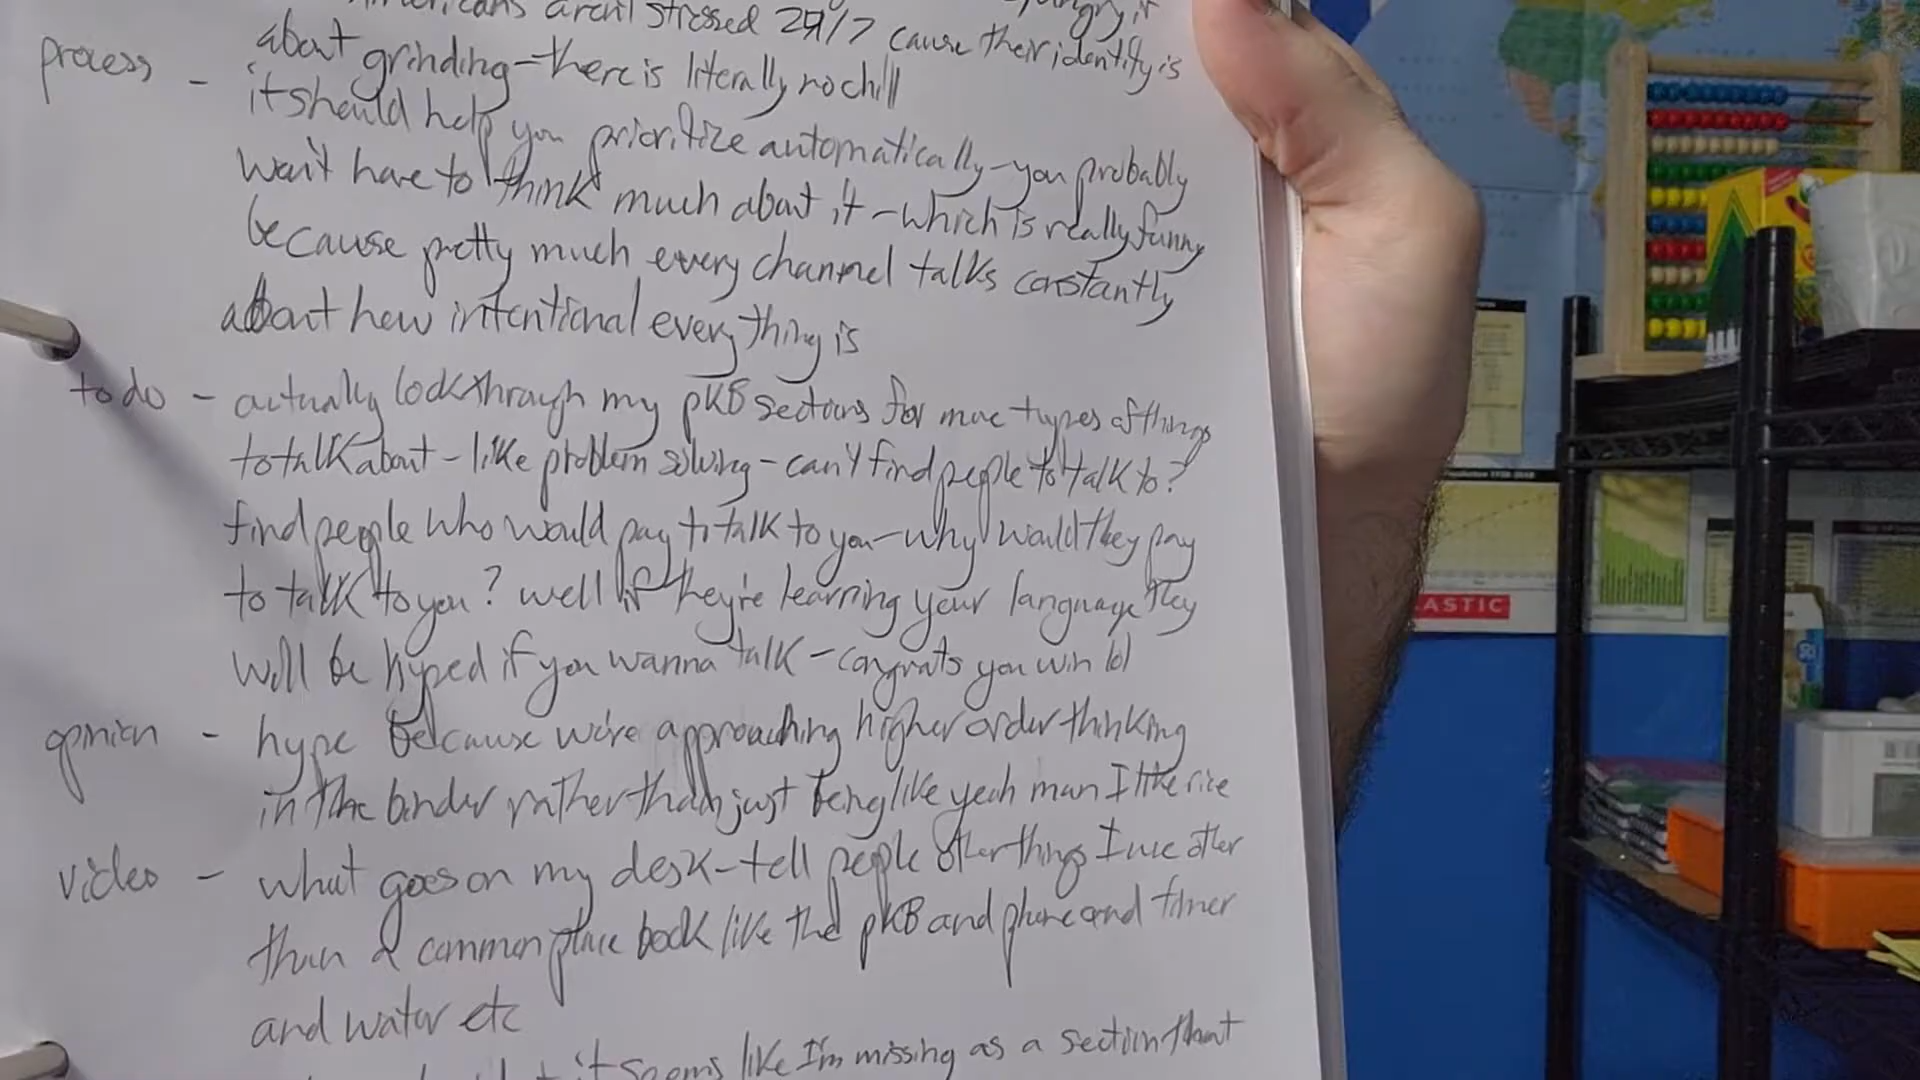 Americans aren't stressed 24/7 cause their identity is
about grinding - there is literally no chill
process - it should help you prioritize automatically - you probably
won't have to think much about it - which is really funny
because pretty much every channel talks constantly
about how intentional everything is
to do - actually look through my PKB sections for more types of things
to talk about - like problem solving - can't find people to talk to?
find people who would pay to talk to you - why would they pay
to talk to you? well if they're learning your language they
will be hyped if you wanna talk - congrats you win lol
opinion - hype because we're approaching higher order thinking
in the binder rather than just being like yeah man I like rice
video - what goes on my desk - tell people other things I use other
than a commonplace book like the PKB and phone and timer
and water etc
it seems like I'm missing as a section that